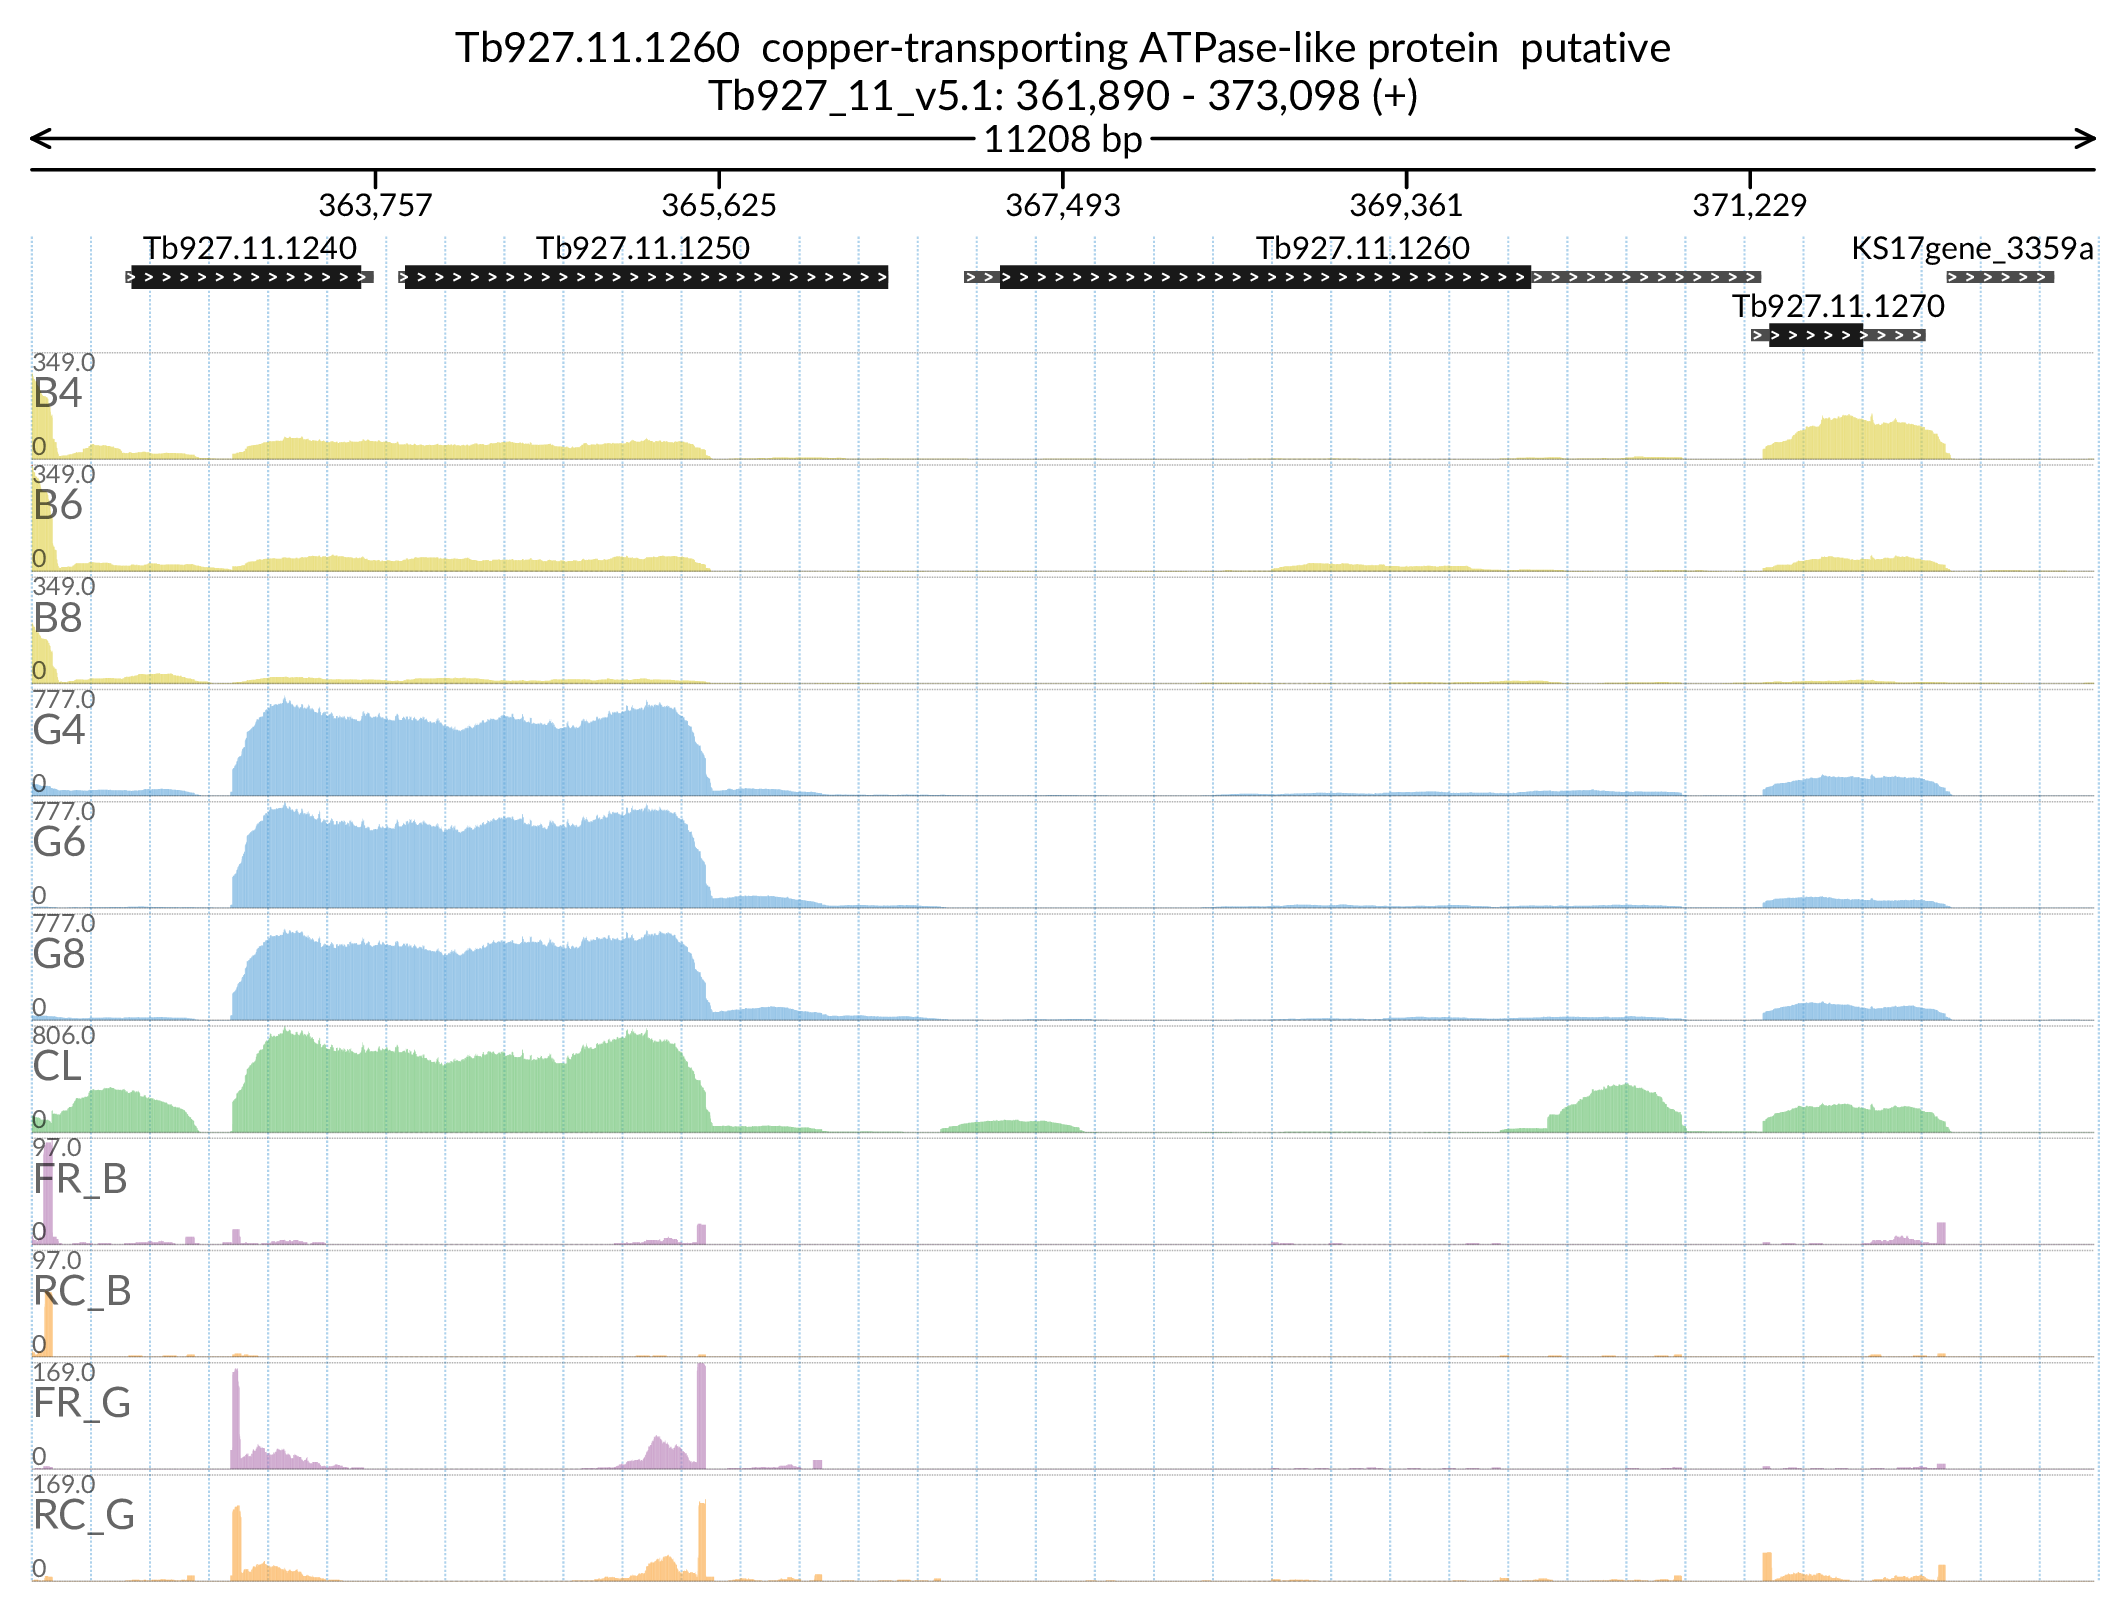 Tb927.11.1260  copper-transporting ATPase-like protein  putative
Tb927_11_v5.1: 361,890 - 373,098 (+)
11208 bp
363,757 365,625 367,493 369,361 371,229
Tb927.11.1240 Tb927.11.1250 Tb927.11.1260 KS17gene_3359a
Tb927.11.1270
349.0
B4
0
349.0
B6
0
349.0
B8
0
777.0
G4
0
777.0
G6
0
777.0
G8
0
806.0
CL
0
97.0
FR_B
0
97.0
RC_B
0
169.0
FR_G
0
169.0
RC_G
0